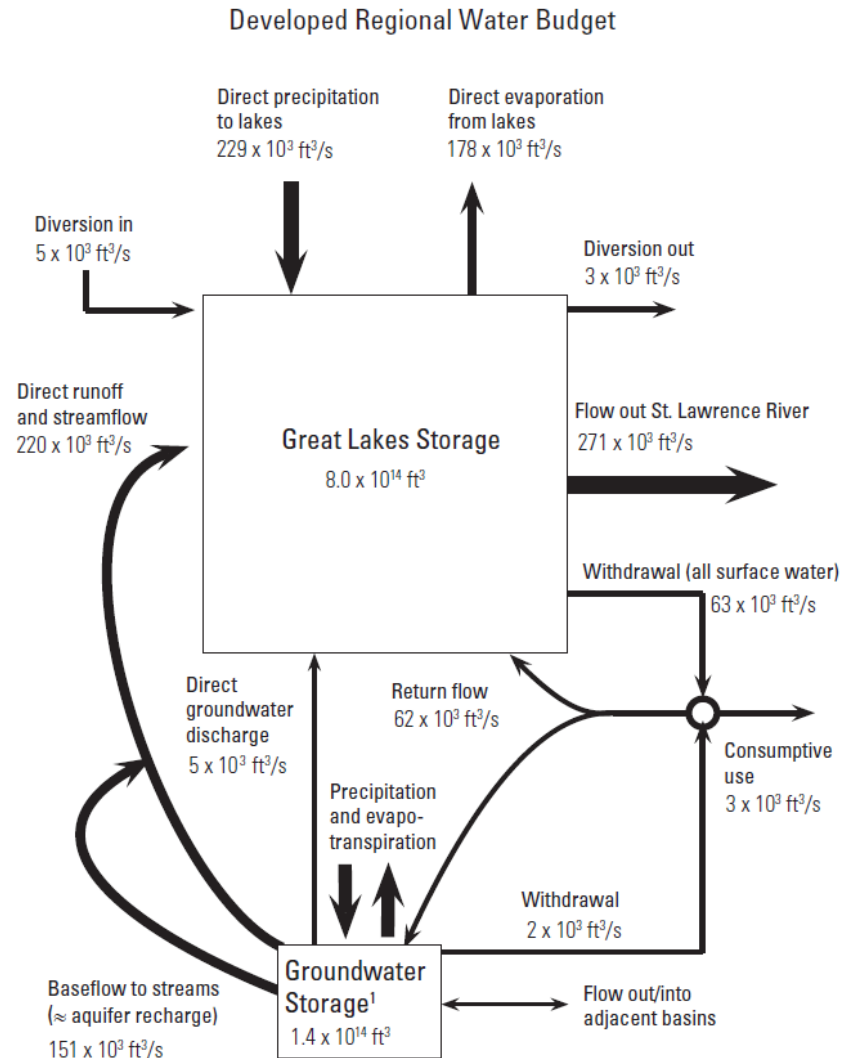 Developed Regional Water Budget
Direct precipitation
to lakes
229 x 10³ ft³/s
Direct evaporation
from lakes
178 x 10³ ft³/s
Diversion in
5 x 10³ ft³/s
Diversion out
3 x 10³ ft³/s
Direct runoff
and streamflow
220 x 10³ ft³/s
Great Lakes Storage
8.0 x 10¹⁴ ft³
Flow out St. Lawrence River
271 x 10³ ft³/s
Withdrawal (all surface water)
63 x 10³ ft³/s
Direct
groundwater
discharge
5 x 10³ ft³/s
Return flow
62 x 10³ ft³/s
Consumptive
use
3 x 10³ ft³/s
Precipitation
and evapo-
transpiration
Withdrawal
2 x 10³ ft³/s
Baseflow to streams
(≈ aquifer recharge)
151 x 10³ ft³/s
Groundwater
Storage¹
1.4 x 10¹⁴ ft³
Flow out/into
adjacent basins